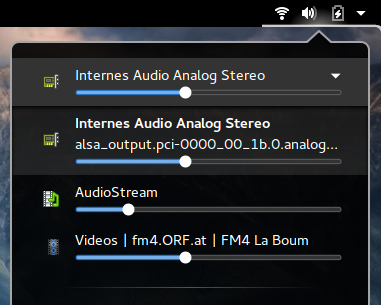 Internes Audio Analog Stereo
Internes Audio Analog Stereo
alsa_output.pci-0000_00_1b.0.analog...
AudioStream
Videos | fm4.ORF.at | FM4 La Boum